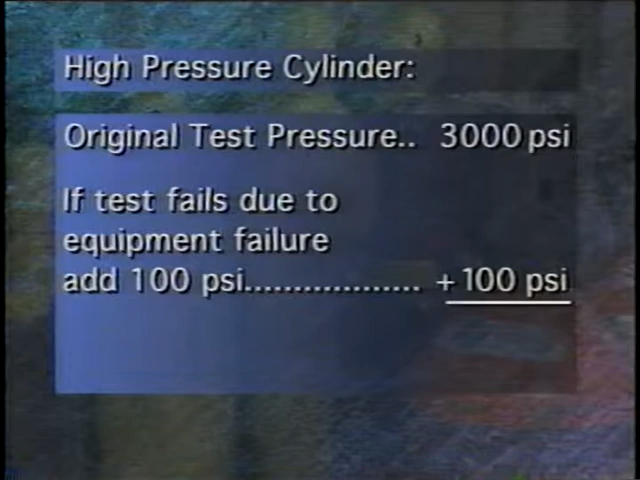 High Pressure Cylinder:
Original Test Pressure.. 3000 psi
If test fails due to
equipment failure
add 100 psi.................. + 100 psi